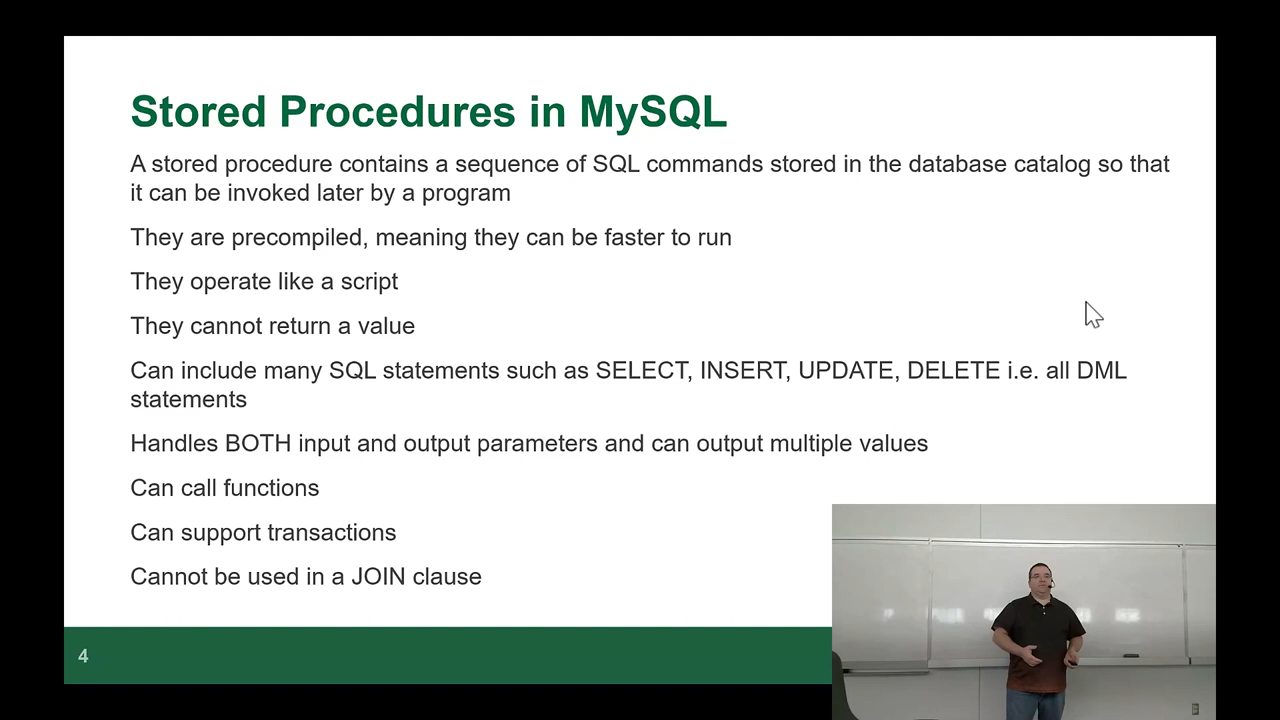 Stored Procedures in MySQL
A stored procedure contains a sequence of SQL commands stored in the database catalog so that
it can be invoked later by a program
They are precompiled, meaning they can be faster to run
They operate like a script
They cannot return a value
Can include many SQL statements such as SELECT, INSERT, UPDATE, DELETE i.e. all DML
statements
Handles BOTH input and output parameters and can output multiple values
Can call functions
Can support transactions
Cannot be used in a JOIN clause
4